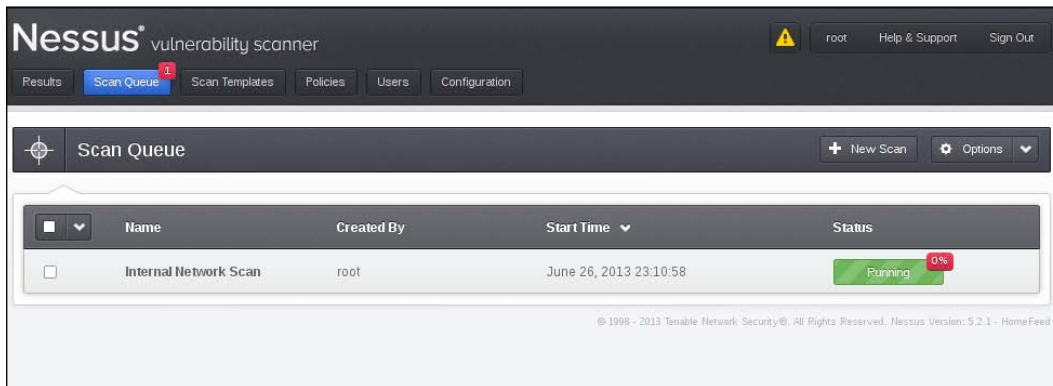 Nessus® vulnerability scanner
root Help & Support Sign Out
Results Scan Queue 1 Scan Templates Policies Users Configuration
Scan Queue
New Scan Options
Name Created By Start Time Status
Internal Network Scan root June 26, 2013 23:10:58 Running 0%
© 1998 - 2013 Tenable Network Security®. All Rights Reserved. Nessus Version: 5.2.1 - HomeFeed